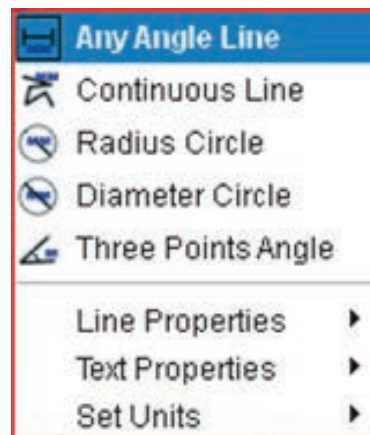 Any Angle Line
Continuous Line
Radius Circle
Diameter Circle
Three Points Angle
Line Properties
Text Properties
Set Units